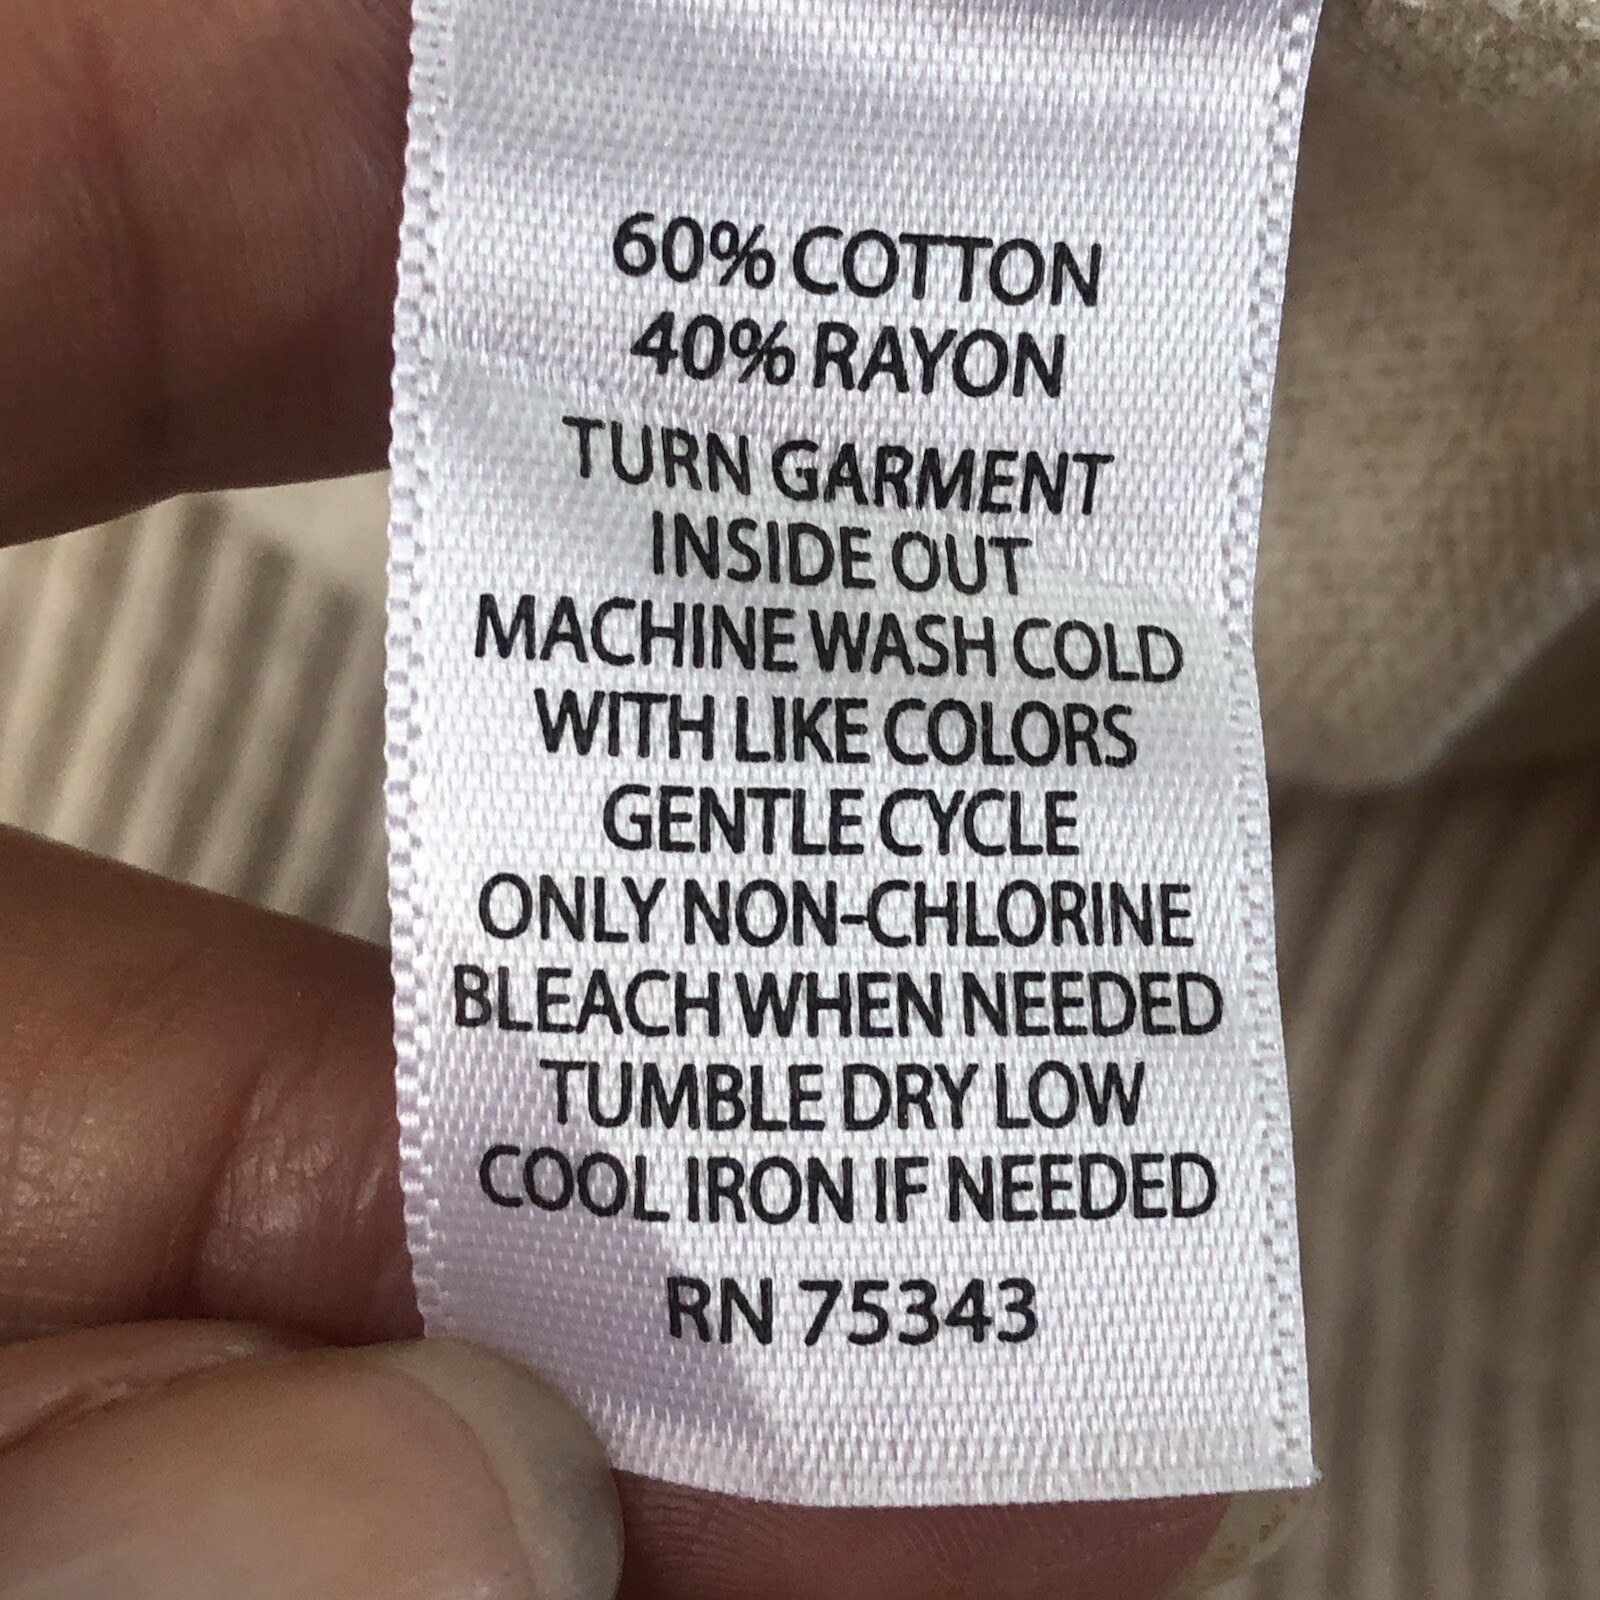 60% COTTON
40% RAYON
TURN GARMENT
INSIDE OUT
MACHINE WASH COLD
WITH LIKE COLORS
GENTLE CYCLE
ONLY NON-CHLORINE
BLEACH WHEN NEEDED
TUMBLE DRY LOW
COOL IRON IF NEEDED
RN 75343